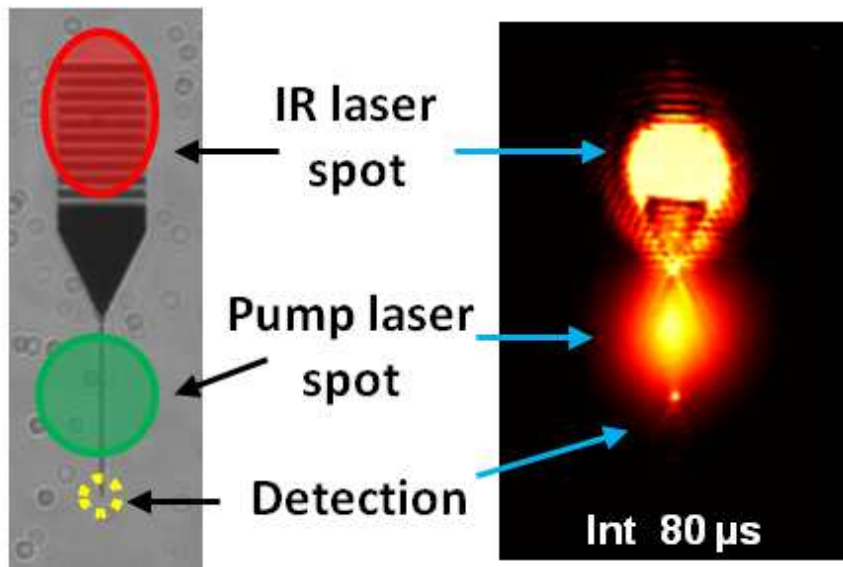 IR laser
spot
Pump laser
spot
Detection
Int 80 µs